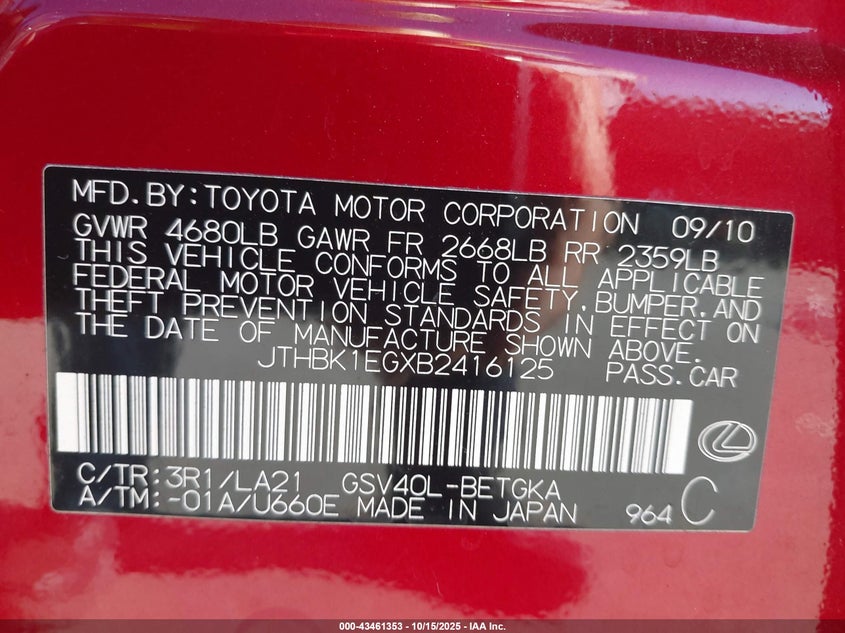 MFD.BY:TOYOTA MOTOR CORPORATION 09/10
GVWR 4680LB GAWR FR 2668LB RR 2359LB
THIS VEHICLE CONFORMS TO ALL APPLICABLE
FEDERAL MOTOR VEHICLE SAFETY,BUMPER,AND
THEFT PREVENTION STANDARDS IN EFFECT ON
THE DATE OF MANUFACTURE SHOWN ABOVE.
JTHBK1EGXB2416125 PASS.CAR
C/TR:3R1/LA21 GSV40L-BETGKA
A/TM:-01A/U660E MADE IN JAPAN 964 C
000-43461353 - 10/15/2025 - IAA Inc.